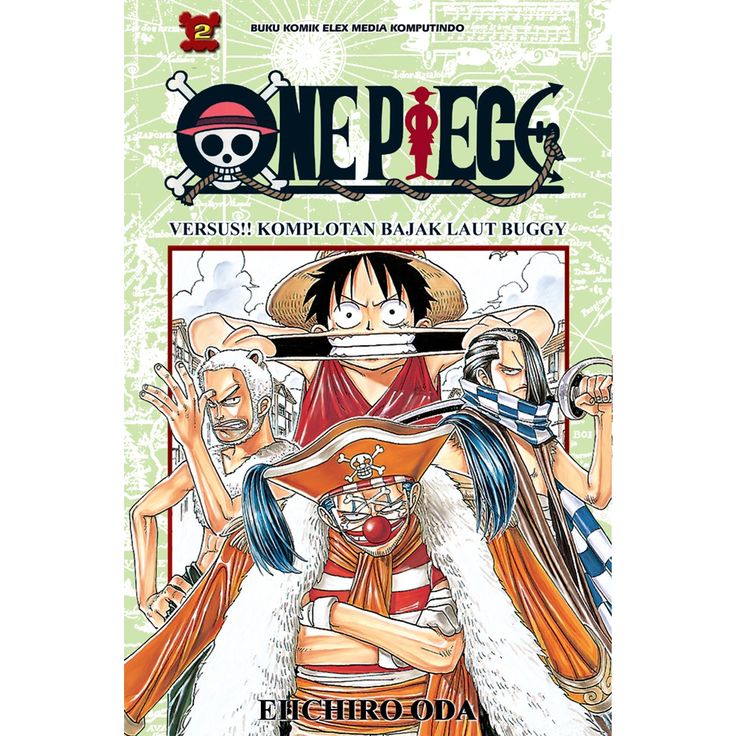 2
BUKU KOMIK ELEX MEDIA KOMPUTINDO
ONE PIECE
VERSUS!! KOMPLOTAN BAJAK LAUT BUGGY
EIICHIRO ODA